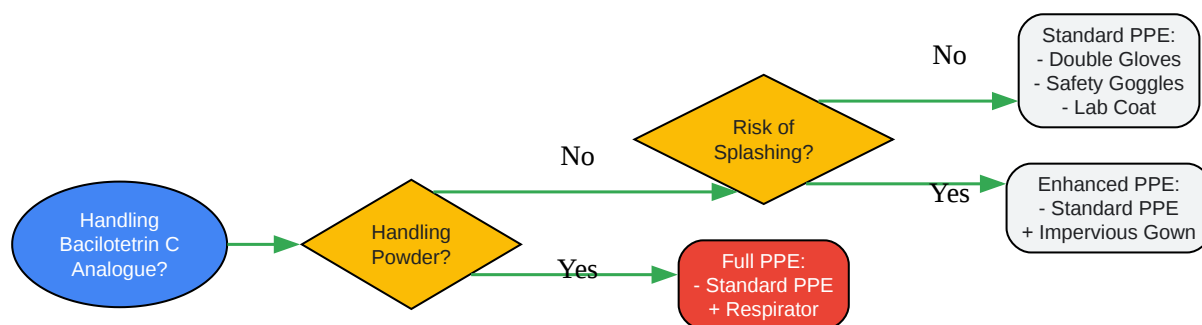 Handling
Bacilotetrin C
Analogue?
Handling
Powder?
No
Yes
Risk of
Splashing?
No
Yes
Standard PPE:
- Double Gloves
- Safety Goggles
- Lab Coat
Enhanced PPE:
- Standard PPE
+ Impervious Gown
Full PPE:
- Standard PPE
+ Respirator